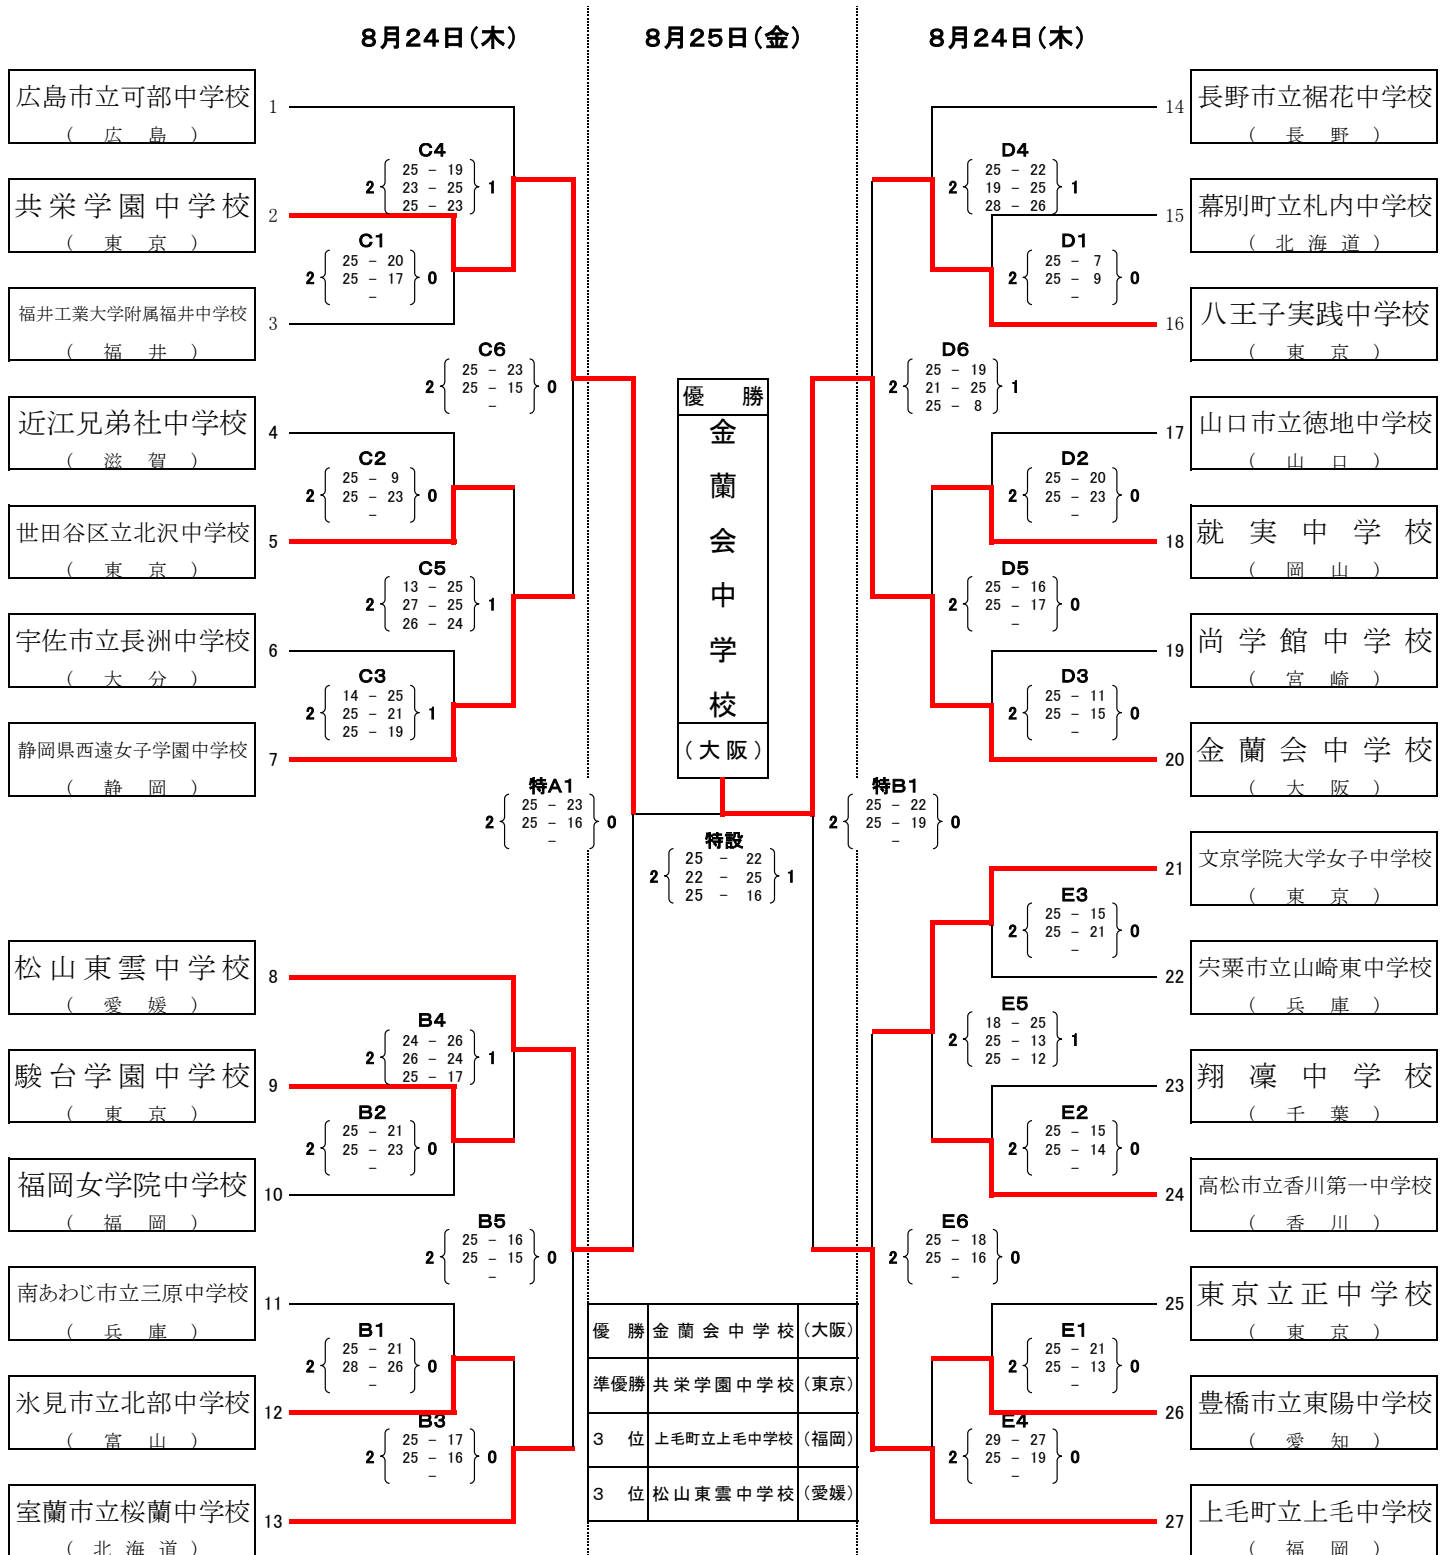 8月24日(木)
8月25日(金)
8月24日(木)
広島市立可部中学校
(広島)
1
共栄学園中学校
(東京)
2
福井工業大学附属福井中学校
(福井)
3
近江兄弟社中学校
(滋賀)
4
世田谷区立北沢中学校
(東京)
5
宇佐市立長洲中学校
(大分)
6
静岡県西遠女子学園中学校
(静岡)
7
松山東雲中学校
(愛媛)
8
駿台学園中学校
(東京)
9
福岡女学院中学校
(福岡)
10
南あわじ市立三原中学校
(兵庫)
11
氷見市立北部中学校
(富山)
12
室蘭市立桜蘭中学校
(北海道)
13
C4
25 - 19
2 23 - 25 1
25 - 23
C1
25 - 20
2 25 - 17 0
-
C6
25 - 23
2 25 - 15 0
-
C2
25 - 9
2 25 - 23 0
-
C5
13 - 25
2 27 - 25 1
26 - 24
C3
14 - 25
2 25 - 21 1
25 - 19
特A1
25 - 23
2 25 - 16 0
-
B4
24 - 26
2 26 - 24 1
25 - 17
B2
25 - 21
2 25 - 23 0
-
B5
25 - 16
2 25 - 15 0
-
B1
25 - 21
2 28 - 26 0
-
B3
25 - 17
2 25 - 16 0
-
優勝
金蘭会中学校
(大阪)
特設
25 - 22
2 22 - 25 1
25 - 16
優勝 金蘭会中学校 (大阪)
準優勝 共栄学園中学校 (東京)
3位 上毛町立上毛中学校 (福岡)
3位 松山東雲中学校 (愛媛)
D4
25 - 22
2 19 - 25 1
28 - 26
D1
25 - 7
2 25 - 9 0
-
D6
25 - 19
2 21 - 25 1
25 - 8
D2
25 - 20
2 25 - 23 0
-
D5
25 - 16
2 25 - 17 0
-
D3
25 - 11
2 25 - 15 0
-
特B1
25 - 22
2 25 - 19 0
-
E3
25 - 15
2 25 - 21 0
-
E5
18 - 25
2 25 - 13 1
25 - 12
E2
25 - 15
2 25 - 14 0
-
E6
25 - 18
2 25 - 16 0
-
E1
25 - 21
2 25 - 13 0
-
E4
29 - 27
2 25 - 19 0
-
14
長野市立裾花中学校
(長野)
15
幕別町立札内中学校
(北海道)
16
八王子実践中学校
(東京)
17
山口市立徳地中学校
(山口)
18
就実中学校
(岡山)
19
尚学館中学校
(宮崎)
20
金蘭会中学校
(大阪)
21
文京学院大学女子中学校
(東京)
22
宍粟市立山崎東中学校
(兵庫)
23
翔凜中学校
(千葉)
24
高松市立香川第一中学校
(香川)
25
東京立正中学校
(東京)
26
豊橋市立東陽中学校
(愛知)
27
上毛町立上毛中学校
(福岡)